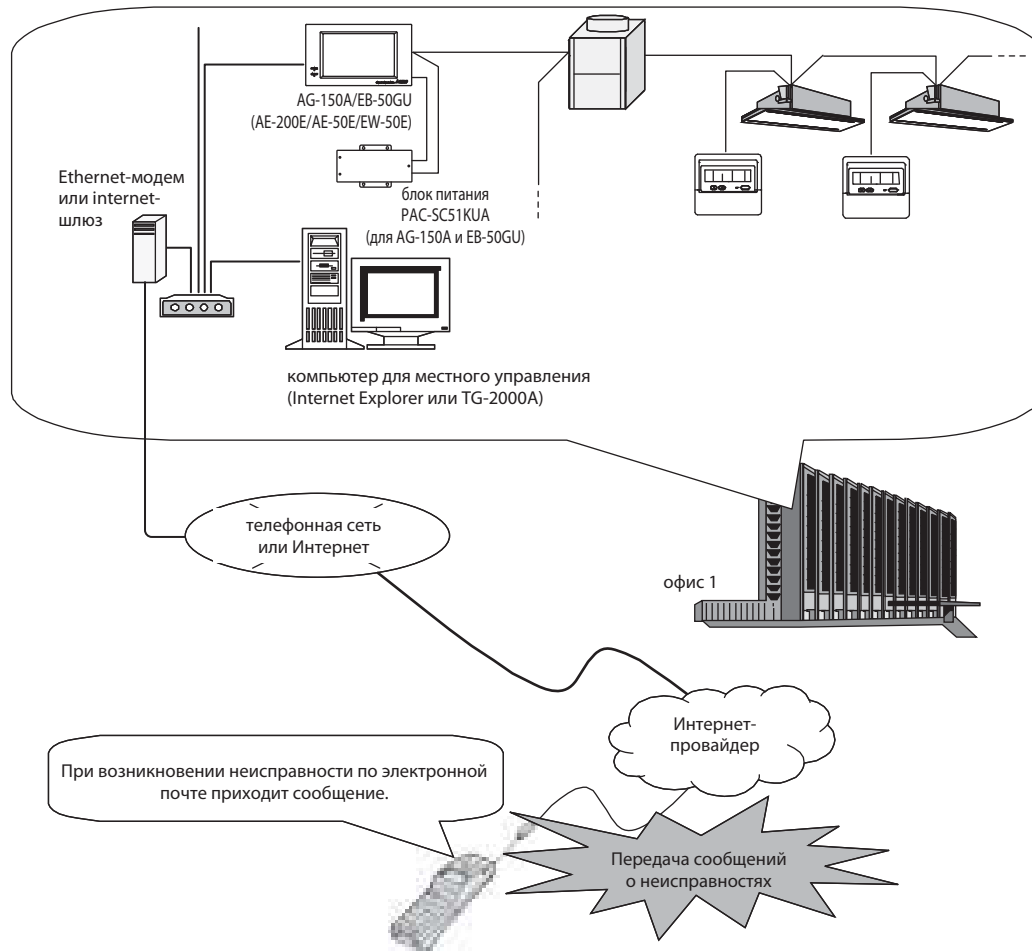 AG-150A/EB-50GU
(AE-200E/AE-50E/EW-50E)
Ethernet-модем
или internet-
шлюз
блок питания
PAC-SC51KUA
(для AG-150A и EB-50GU)
компьютер для местного управления
(Internet Explorer или TG-2000A)
телефонная сеть
или Интернет
офис 1
Интернет-
провайдер
При возникновении неисправности по электронной
почте приходит сообщение.
Передача сообщений
о неисправностях